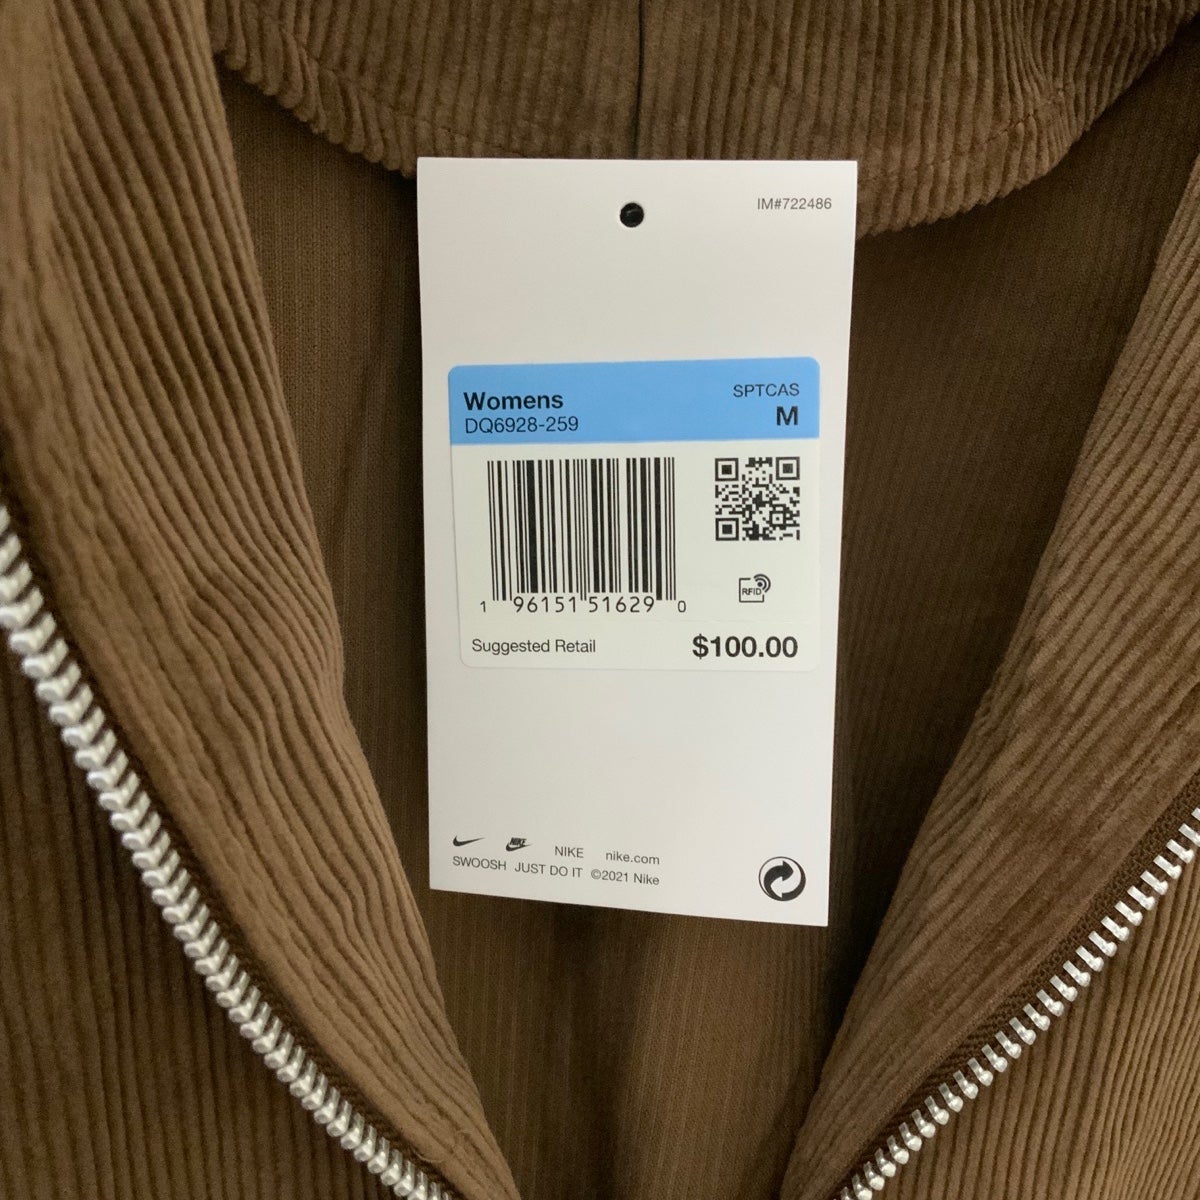 IM#722486
Womens SPTCAS
DQ6928-259 M
1 96151 51629 0
RFID
Suggested Retail $100.00
NIKE NIKE nike.com
SWOOSH JUST DO IT ©2021 Nike